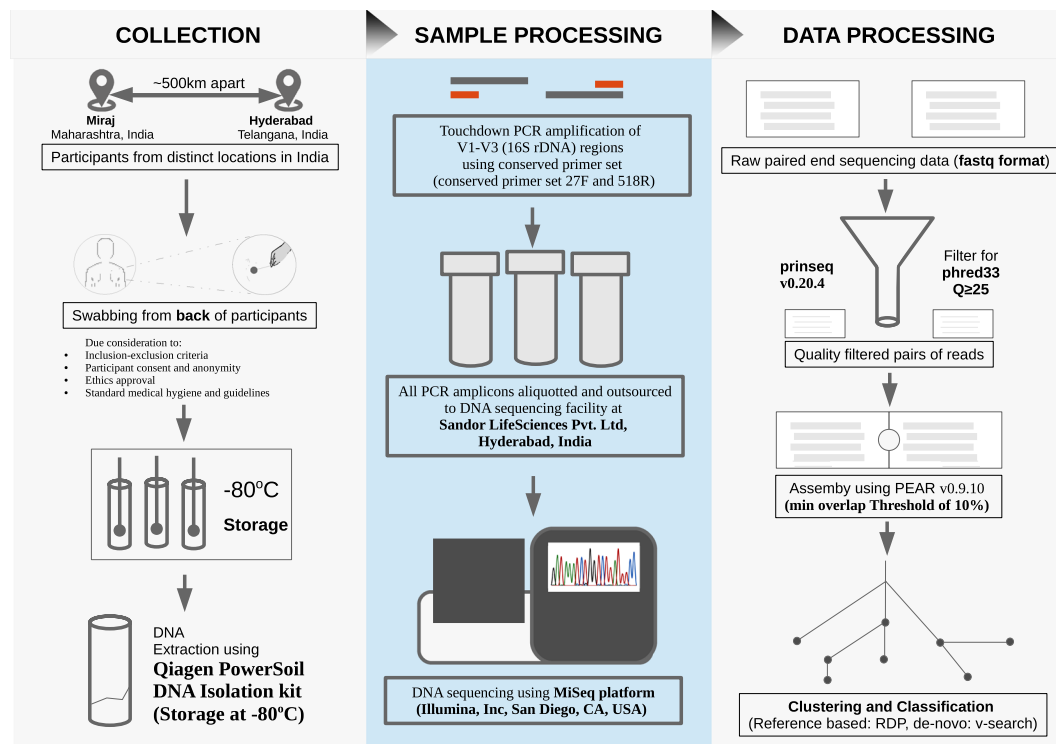 COLLECTION
~500km apart
Miraj
Maharashtra, India
Hyderabad
Telangana, India
Participants from distinct locations in India
Swabbing from back of participants
Due consideration to:
• Inclusion-exclusion criteria
• Participant consent and anonymity
• Ethics approval
• Standard medical hygiene and guidelines
-80ºC
Storage
DNA
Extraction using
Qiagen PowerSoil
DNA Isolation kit
(Storage at -80ºC)
SAMPLE PROCESSING
Touchdown PCR amplification of
V1-V3 (16S rDNA) regions
using conserved primer set
(conserved primer set 27F and 518R)
All PCR amplicons aliquotted and outsourced
to DNA sequencing facility at
Sandor LifeSciences Pvt. Ltd,
Hyderabad, India
DNA sequencing using MiSeq platform
(Illumina, Inc, San Diego, CA, USA)
DATA PROCESSING
Raw paired end sequencing data (fastq format)
prinseq
v0.20.4
Filter for
phred33
Q≥25
Quality filtered pairs of reads
Assemby using PEAR v0.9.10
(min overlap Threshold of 10%)
Clustering and Classification
(Reference based: RDP, de-novo: v-search)